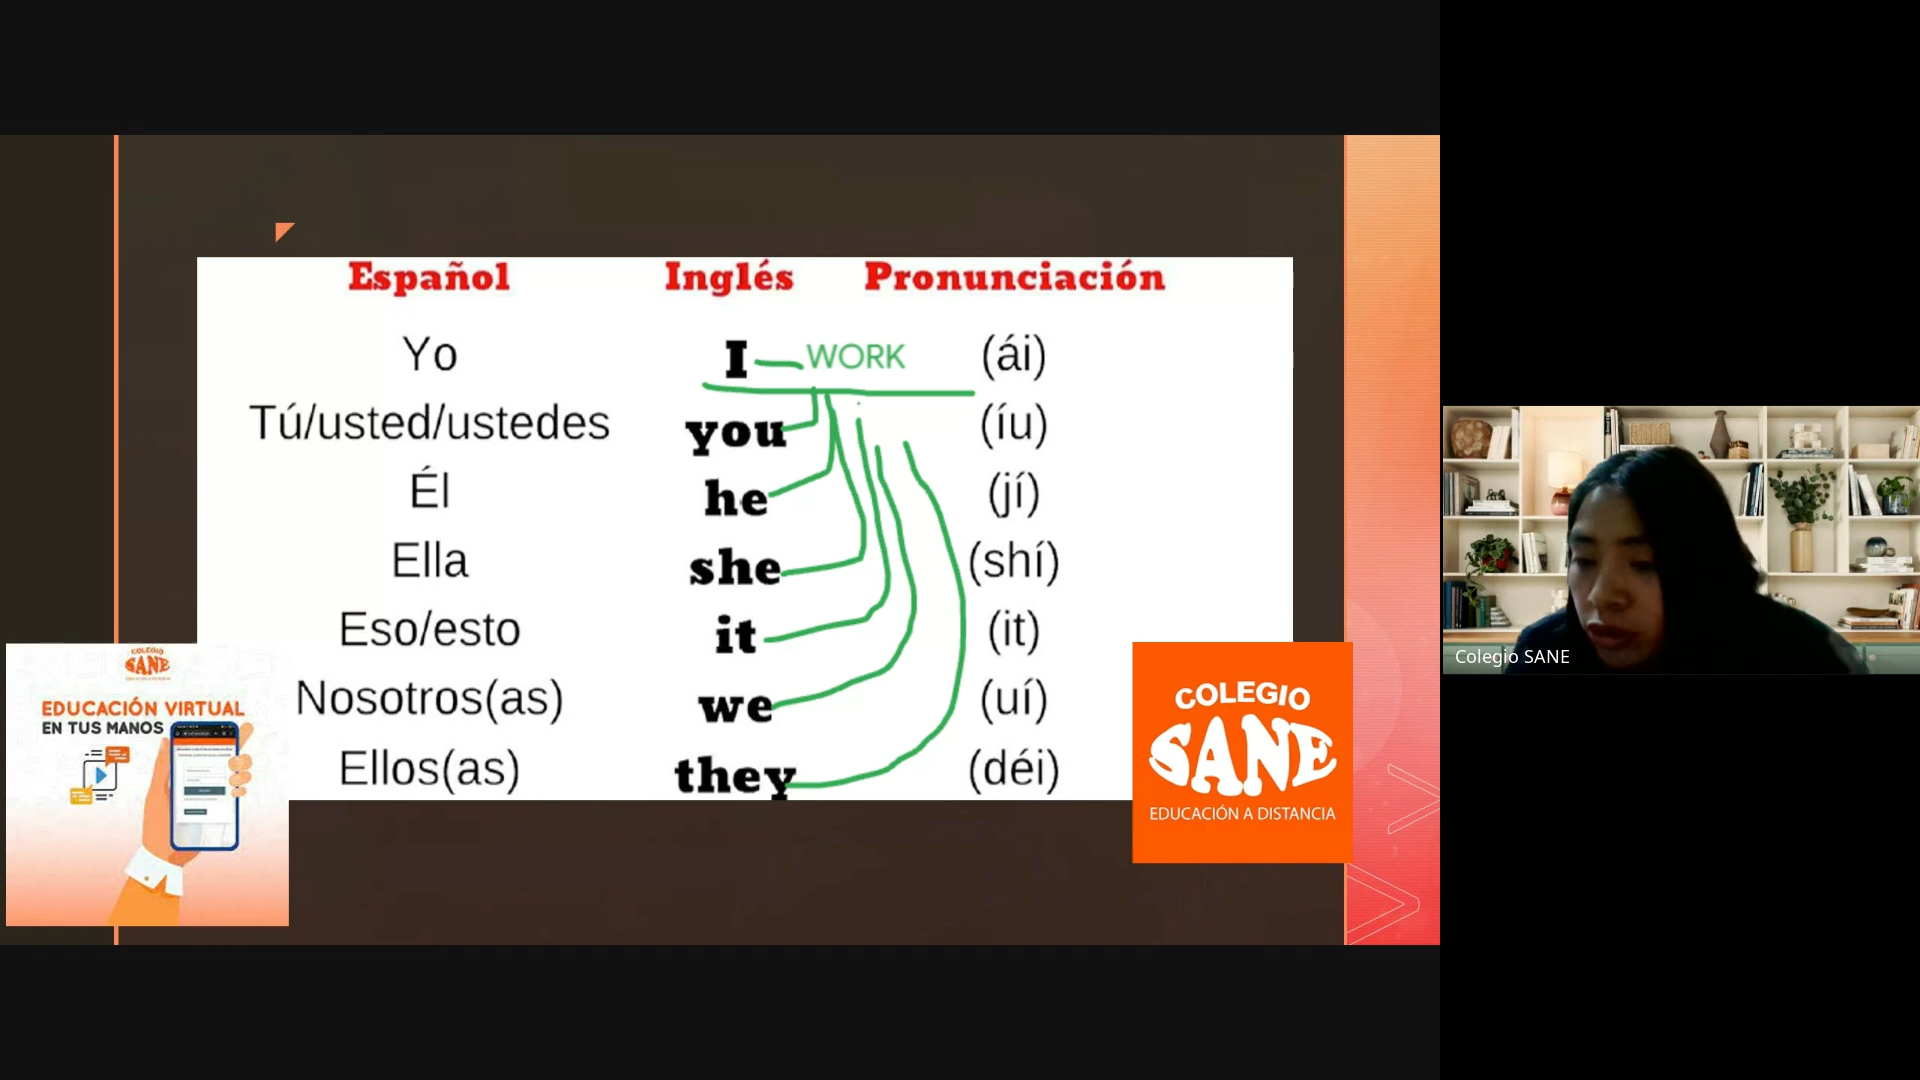 Español Inglés Pronunciación
Yo I WORK (ái)
Tú/usted/ustedes you (íu)
Él he (jí)
Ella she (shí)
Eso/esto it (it)
Nosotros(as) we (uí)
Ellos(as) they (déi)
COLEGIO
SANE
EDUCACIÓN VIRTUAL
EN TUS MANOS
COLEGIO
SANE
EDUCACIÓN A DISTANCIA
Colegio SANE